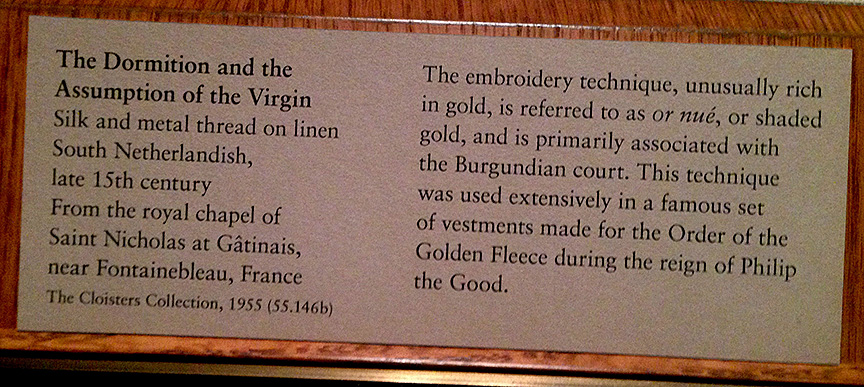 The Dormition and the
Assumption of the Virgin
Silk and metal thread on linen
South Netherlandish,
late 15th century
From the royal chapel of
Saint Nicholas at Gâtinais,
near Fontainebleau, France
The Cloisters Collection, 1955 (55.146b)
The embroidery technique, unusually rich
in gold, is referred to as or nué, or shaded
gold, and is primarily associated with
the Burgundian court. This technique
was used extensively in a famous set
of vestments made for the Order of the
Golden Fleece during the reign of Philip
the Good.